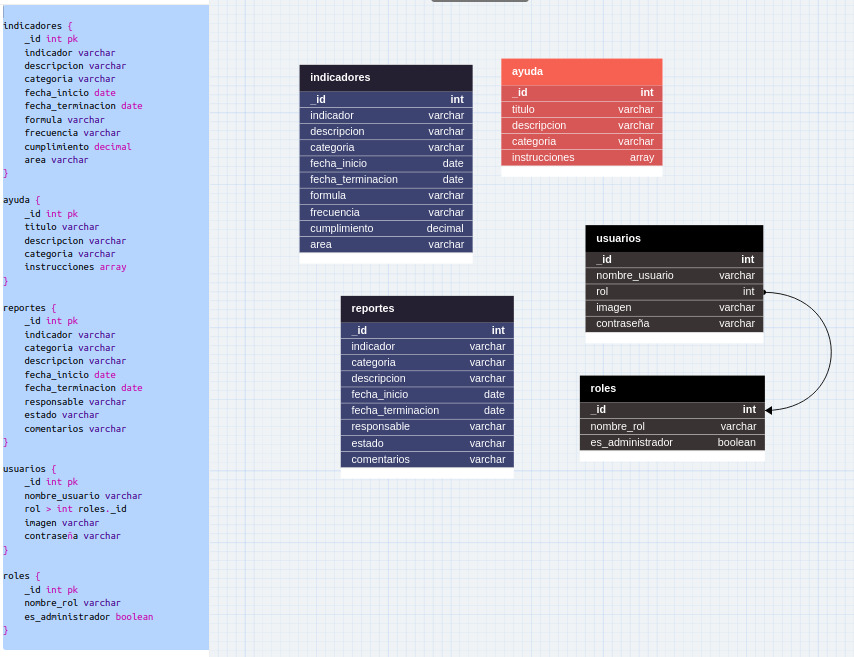 indicadores {
_id int pk
indicador varchar
descripcion varchar
categoria varchar
fecha_inicio date
fecha_terminacion date
formula varchar
frecuencia varchar
cumplimiento decimal
area varchar
}
ayuda {
_id int pk
titulo varchar
descripcion varchar
categoria varchar
instrucciones array
}
reportes {
_id int pk
indicador varchar
categoria varchar
descripcion varchar
fecha_inicio date
fecha_terminacion date
responsable varchar
estado varchar
comentarios varchar
}
usuarios {
_id int pk
nombre_usuario varchar
rol > int roles._id
imagen varchar
contraseña varchar
}
roles {
_id int pk
nombre_rol varchar
es_administrador boolean
}
indicadores
_id int
indicador varchar
descripcion varchar
categoria varchar
fecha_inicio date
fecha_terminacion date
formula varchar
frecuencia varchar
cumplimiento decimal
area varchar
ayuda
_id int
titulo varchar
descripcion varchar
categoria varchar
instrucciones array
usuarios
_id int
nombre_usuario varchar
rol int
imagen varchar
contraseña varchar
reportes
_id int
indicador varchar
categoria varchar
descripcion varchar
fecha_inicio date
fecha_terminacion date
responsable varchar
estado varchar
comentarios varchar
roles
_id int
nombre_rol varchar
es_administrador boolean